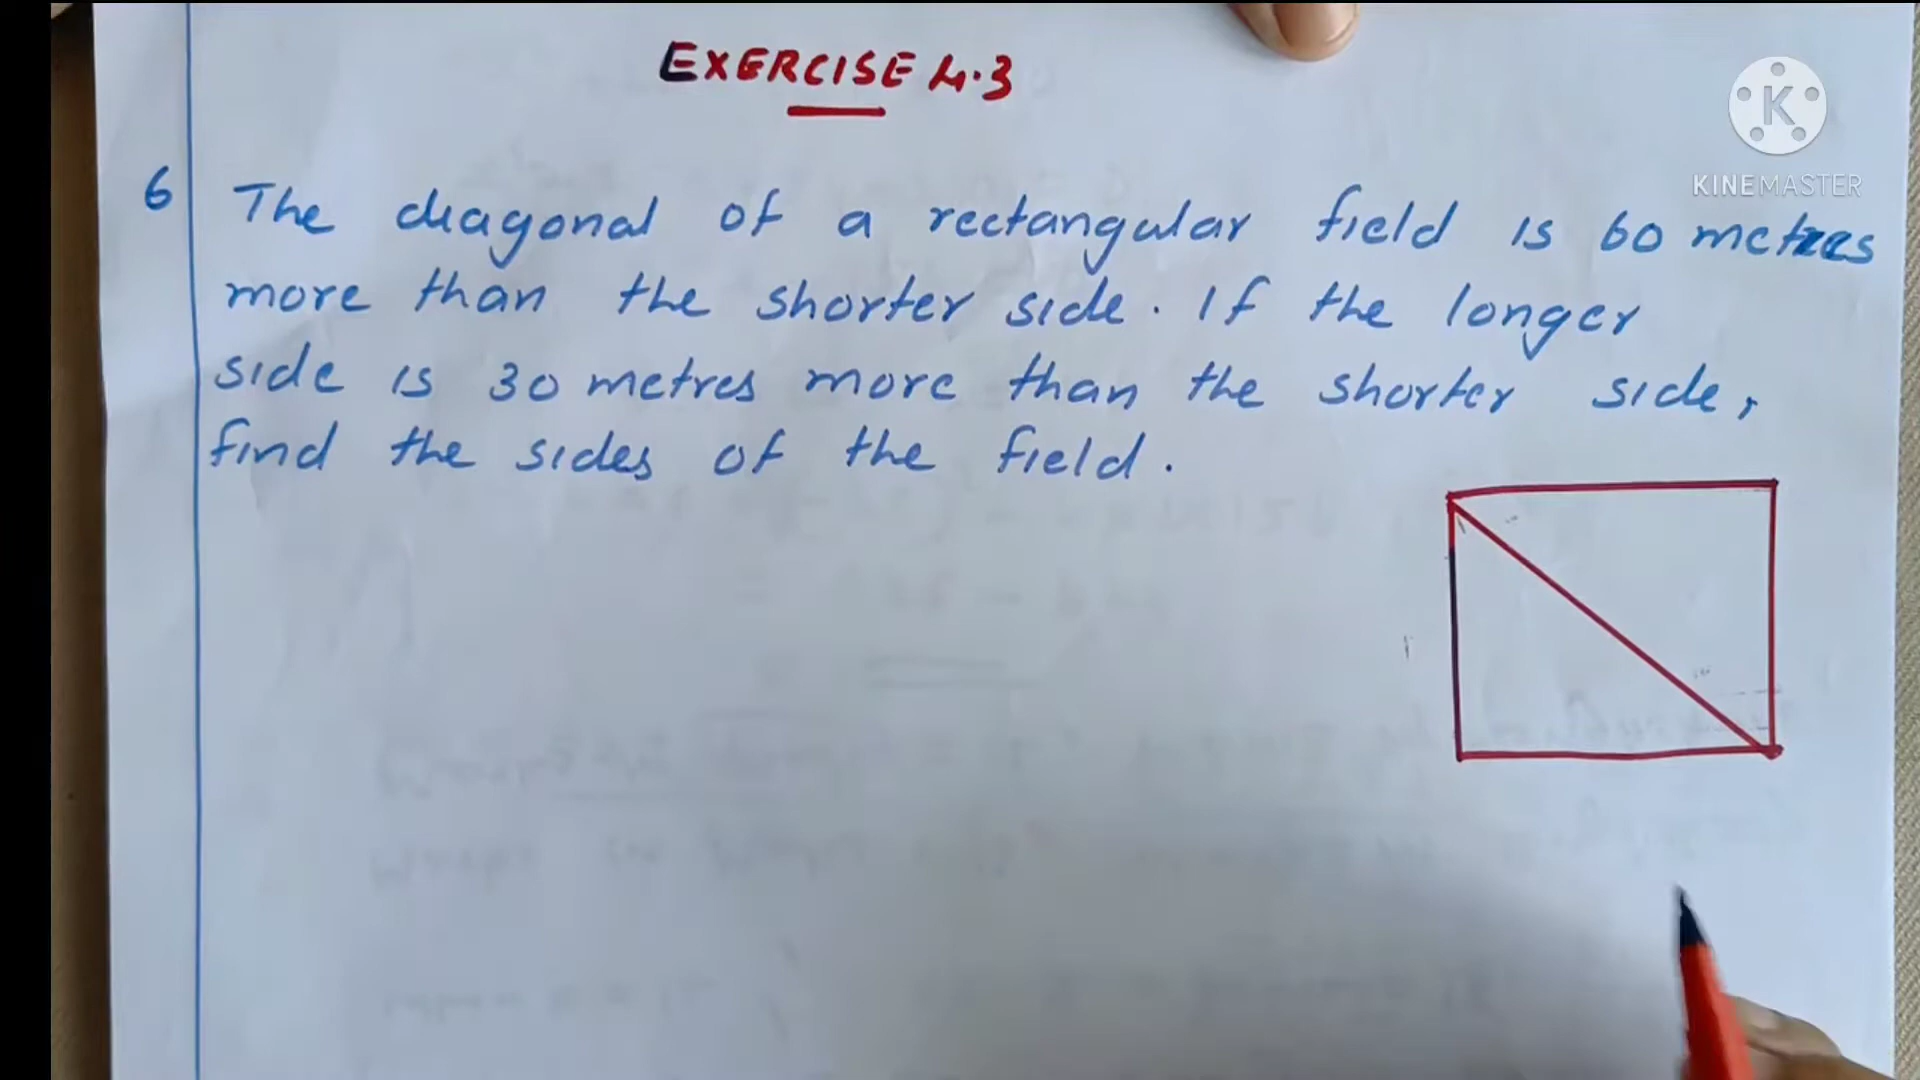 EXERCISE 4.3
K
KINEMASTER
6 The diagonal of a rectangular field is 60 metres
more than the shorter side. If the longer
side is 30 metres more than the shorter side,
find the sides of the field.